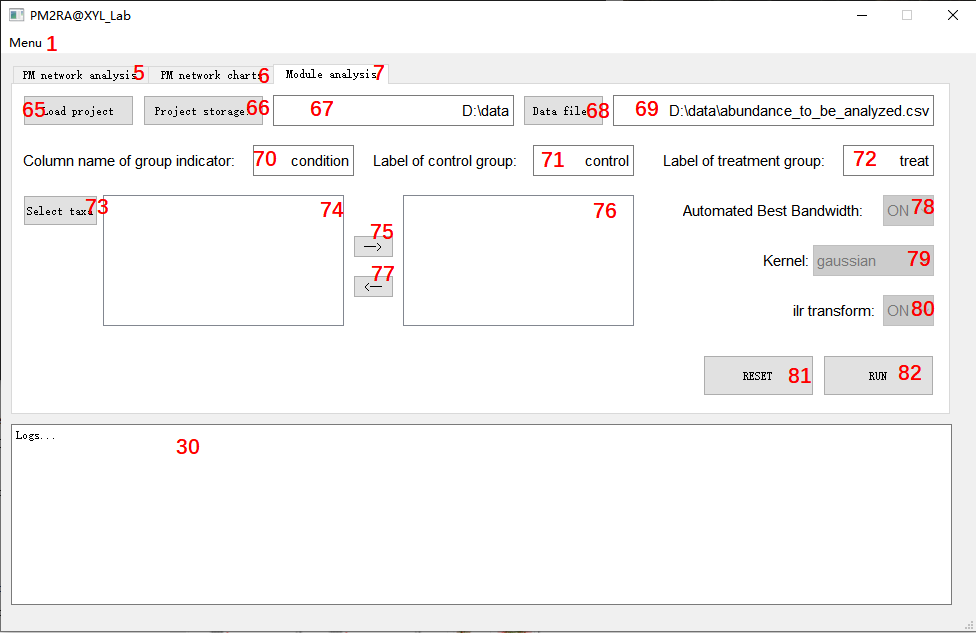 PM2RA@XYL_Lab
Menu 1
PM network analysis 5 PM network charts 6 Module analysis 7
65 Load project Project storage 66 67 D:\data Data file 68 69 D:\data\abundance_to_be_analyzed.csv
Column name of group indicator: 70 condition Label of control group: 71 control Label of treatment group: 72 treat
Select taxa 73 74 76 Automated Best Bandwidth: ON 78
75
-->
Kernel: gaussian 79
77
<--
ilr transform: ON 80
RESET 81 RUN 82
Logs...
30